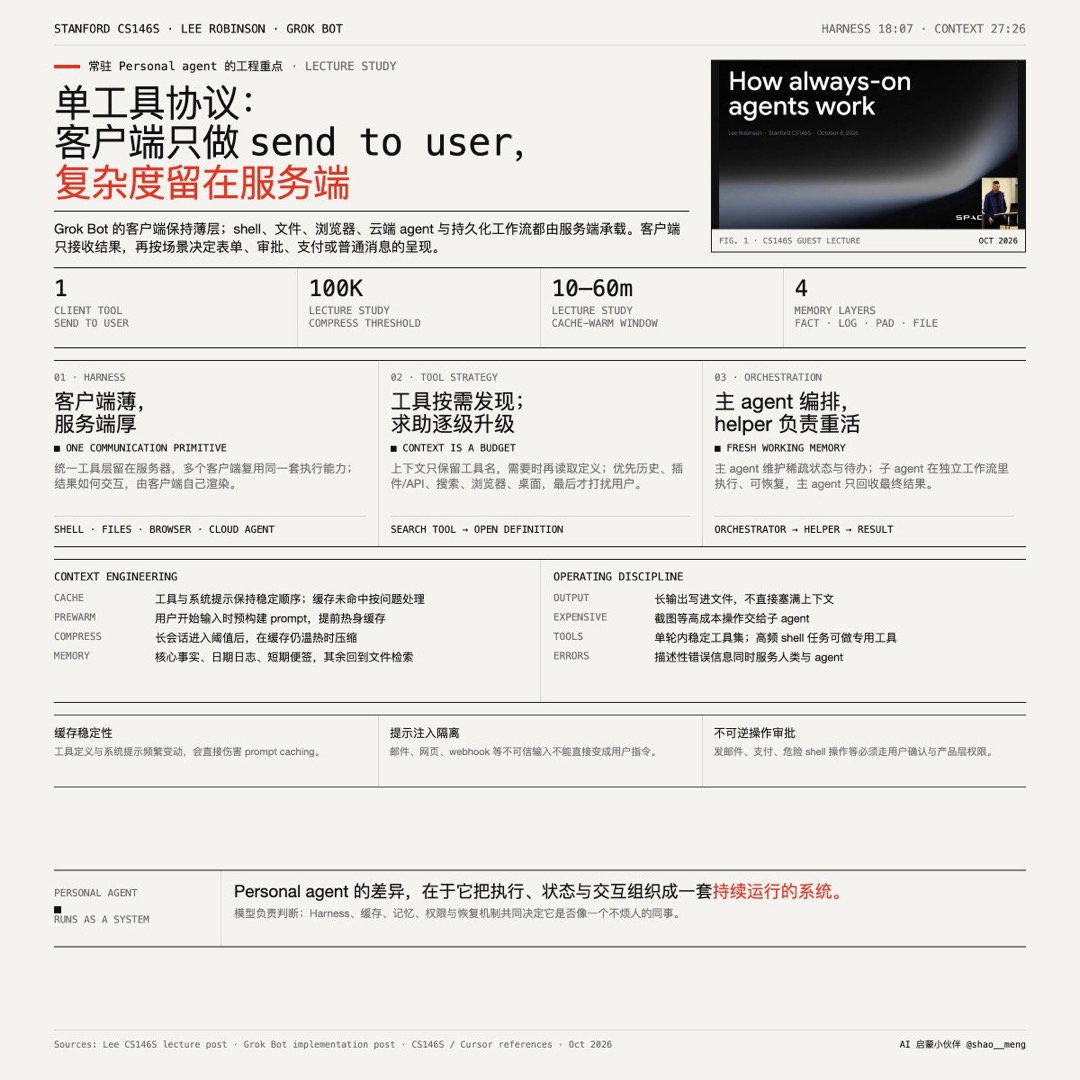 STANFORD CS146S · LEE ROBINSON · GROK BOT
HARNESS 18:07 · CONTEXT 27:26
常驻 Personal agent 的工程重点 · LECTURE STUDY
单工具协议：
客户端只做 send to user，
复杂度留在服务端
Grok Bot 的客户端保持薄层；shell、文件、浏览器、云端 agent 与持久化工作流都由服务端承载。客户端
只接收结果，再按场景决定表单、审批、支付或普通消息的呈现。
How always-on
agents work
Lee Robinson · Stanford CS146S · October 8, 2026
SPAC
FIG. 1 · CS146S GUEST LECTURE
OCT 2026
1
CLIENT TOOL
SEND TO USER
100K
LECTURE STUDY
COMPRESS THRESHOLD
10–60m
LECTURE STUDY
CACHE-WARM WINDOW
4
MEMORY LAYERS
FACT · LOG · PAD · FILE
01 · HARNESS
客户端薄，
服务端厚
■ ONE COMMUNICATION PRIMITIVE
统一工具层留在服务器，多个客户端复用同一套执行能力；
结果如何交互，由客户端自己渲染。
SHELL · FILES · BROWSER · CLOUD AGENT
02 · TOOL STRATEGY
工具按需发现；
求助逐级升级
■ CONTEXT IS A BUDGET
上下文只保留工具名，需要时再读取定义；优先历史、插
件/API、搜索、浏览器、桌面，最后才打扰用户。
SEARCH TOOL → OPEN DEFINITION
03 · ORCHESTRATION
主 agent 编排，
helper 负责重活
■ FRESH WORKING MEMORY
主 agent 维护稀疏状态与待办；子 agent 在独立工作流里
执行、可恢复，主 agent 只回收最终结果。
ORCHESTRATOR → HELPER → RESULT
CONTEXT ENGINEERING
CACHE 工具与系统提示保持稳定顺序；缓存未命中按问题处理
PREWARM 用户开始输入时预构建 prompt，提前热身缓存
COMPRESS 长会话进入阈值后，在缓存仍温热时压缩
MEMORY 核心事实、日期日志、短期便签，其余回到文件检索
OPERATING DISCIPLINE
OUTPUT 长输出写进文件，不直接塞满上下文
EXPENSIVE 截图等高成本操作交给子 agent
TOOLS 单轮内稳定工具集；高频 shell 任务可做专用工具
ERRORS 描述性错误信息同时服务人类与 agent
缓存稳定性
工具定义与系统提示频繁变动，会直接伤害 prompt caching。
提示注入隔离
邮件、网页、webhook 等不可信输入不能直接变成用户指令。
不可逆操作审批
发邮件、支付、危险 shell 操作等必须走用户确认与产品层权限。
PERSONAL AGENT
■
RUNS AS A SYSTEM
Personal agent 的差异，在于它把执行、状态与交互组织成一套持续运行的系统。
模型负责判断；Harness、缓存、记忆、权限与恢复机制共同决定它是否像一个不烦人的同事。
Sources: Lee CS146S lecture post · Grok Bot implementation post · CS146S / Cursor references · Oct 2026
AI 启蒙小伙伴 @shao__meng